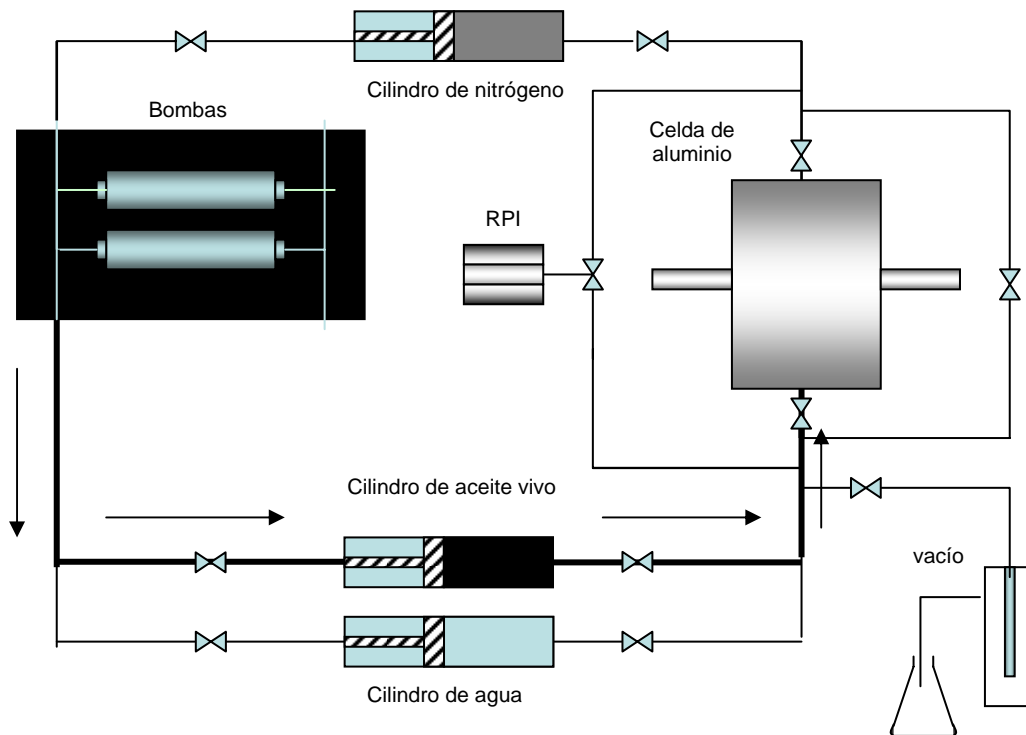 Cilindro de nitrógeno
Bombas
Celda de
aluminio
RPI
Cilindro de aceite vivo
vacío
Cilindro de agua